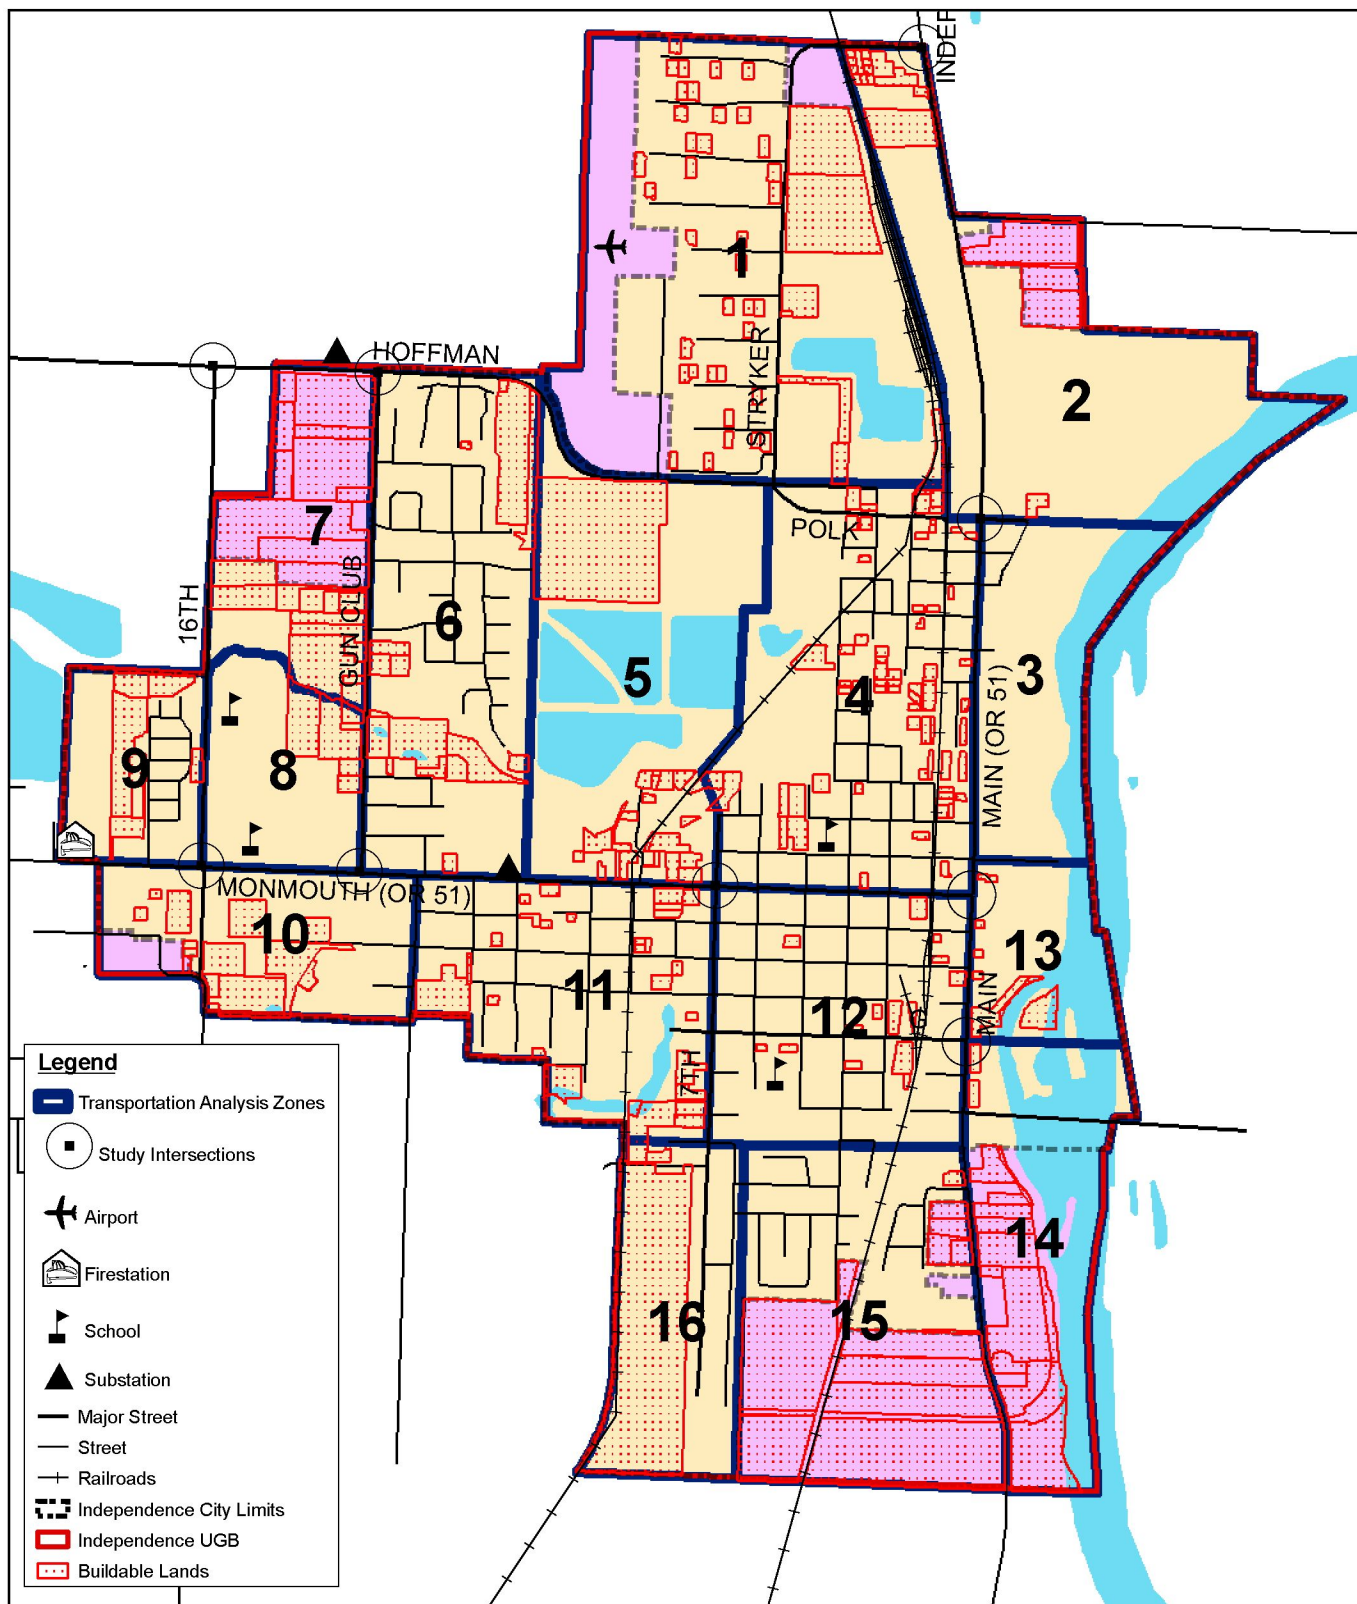 INDEP
1
HOFFMAN
STRYKER
2
7
POLK
GUN CLUB
16TH
6
5
4
3
MAIN (OR 51)
9
8
MONMOUTH (OR 51)
10
11
12
13
MAIN
7TH
14
15
16
Legend
Transportation Analysis Zones
Study Intersections
Airport
Firestation
School
Substation
Major Street
Street
Railroads
Independence City Limits
Independence UGB
Buildable Lands